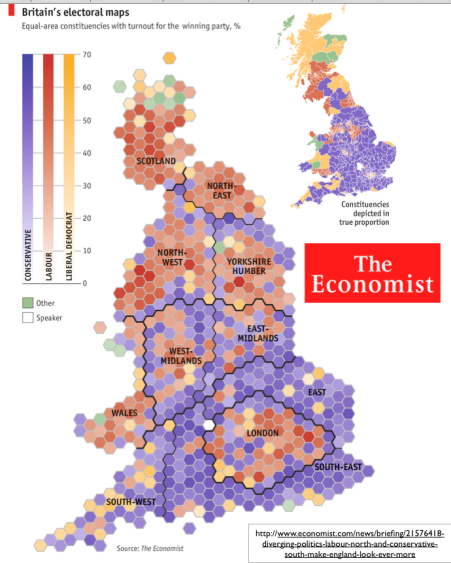 Britain's electoral maps
Equal-area constituencies with turnout for the winning party, %
70
60
50
40
30
20
10
0
CONSERVATIVE
LABOUR
LIBERAL DEMOCRAT
Other
Speaker
SCOTLAND
NORTH-
EAST
NORTH-
WEST
YORKSHIRE
HUMBER
EAST-
MIDLANDS
WEST-
MIDLANDS
EAST
WALES
LONDON
SOUTH-EAST
SOUTH-WEST
Constituencies
depicted in
true proportion
The
Economist
Source: The Economist
http://www.economist.com/news/briefing/21576418-
diverging-politics-labour-north-and-conservative-
south-make-england-look-ever-more